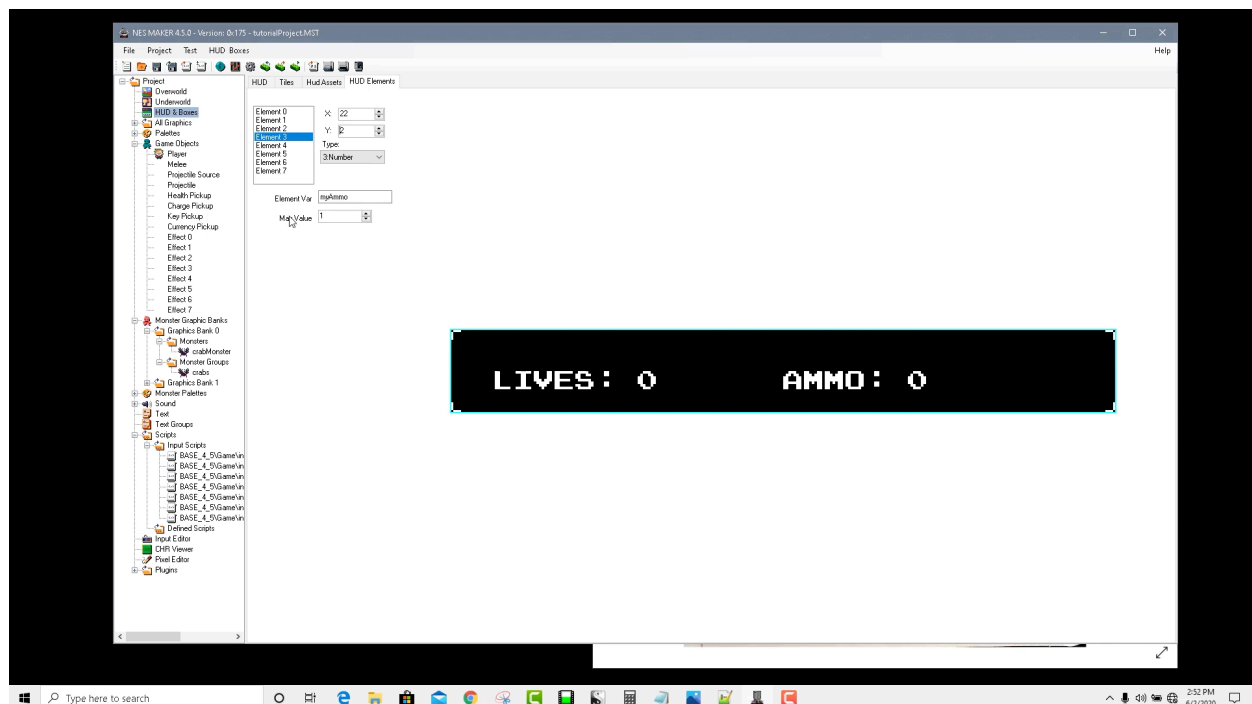 NES MAKER 4.5.0 - Version: 0x175 - tutorialProject.MST
File Project Test HUD Boxes Help
Project
Overworld
Underworld
HUD & Boxes
All Graphics
Palettes
Game Objects
Player
Melee
Projectile Source
Projectile
Health Pickup
Charge Pickup
Key Pickup
Currency Pickup
Effect 0
Effect 1
Effect 2
Effect 3
Effect 4
Effect 5
Effect 6
Effect 7
Monster Graphic Banks
Graphics Bank 0
Monsters
crabMonster
Monster Groups
crabs
Graphics Bank 1
Monster Palettes
Sound
Text
Text Groups
Scripts
Input Scripts
BASE_4_5\Game\in
BASE_4_5\Game\in
BASE_4_5\Game\in
BASE_4_5\Game\in
BASE_4_5\Game\in
BASE_4_5\Game\in
BASE_4_5\Game\in
Defined Scripts
Input Editor
CHR Viewer
Pixel Editor
Plugins
HUD Tiles Hud Assets HUD Elements
Element 0
Element 1
Element 2
Element 3
Element 4
Element 5
Element 6
Element 7
X: 22
Y: 2
Type:
3:Number
Element Var myAmmo
Max Value 1
LIVES: 0 AMMO: 0
Type here to search
2:52 PM